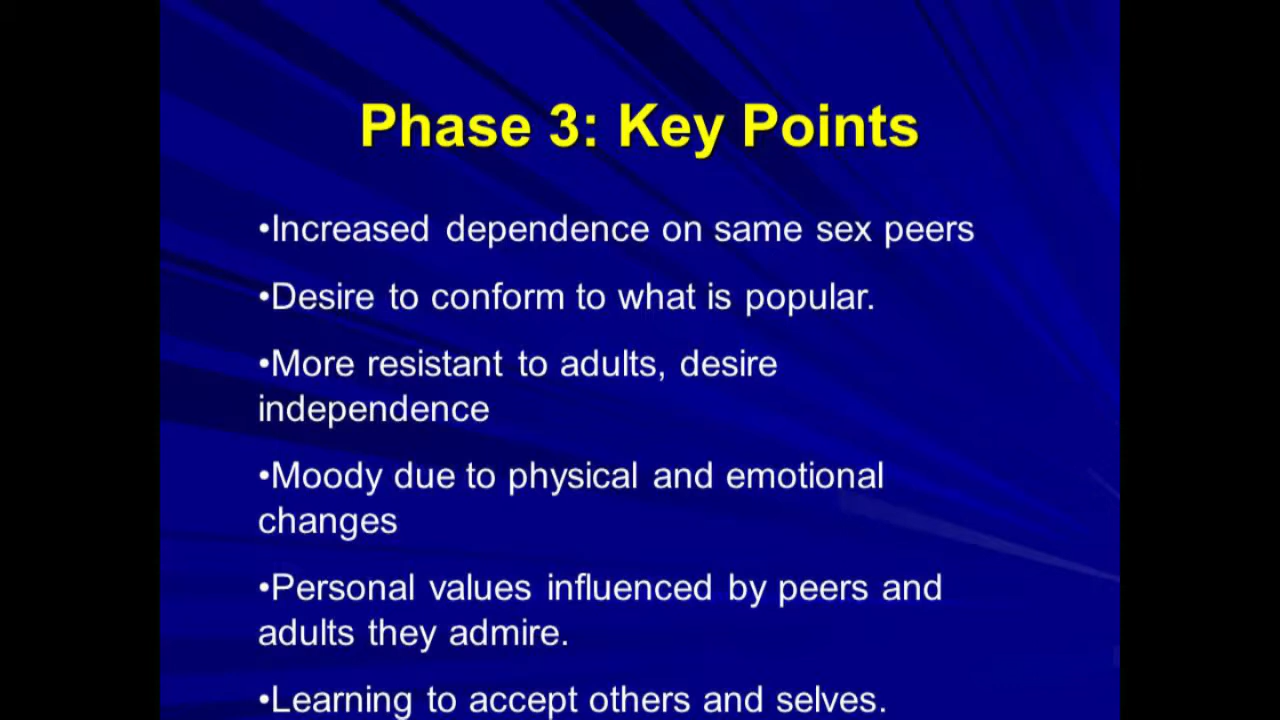 Phase 3: Key Points
•Increased dependence on same sex peers
•Desire to conform to what is popular.
•More resistant to adults, desire
independence
•Moody due to physical and emotional
changes
•Personal values influenced by peers and
adults they admire.
•Learning to accept others and selves.